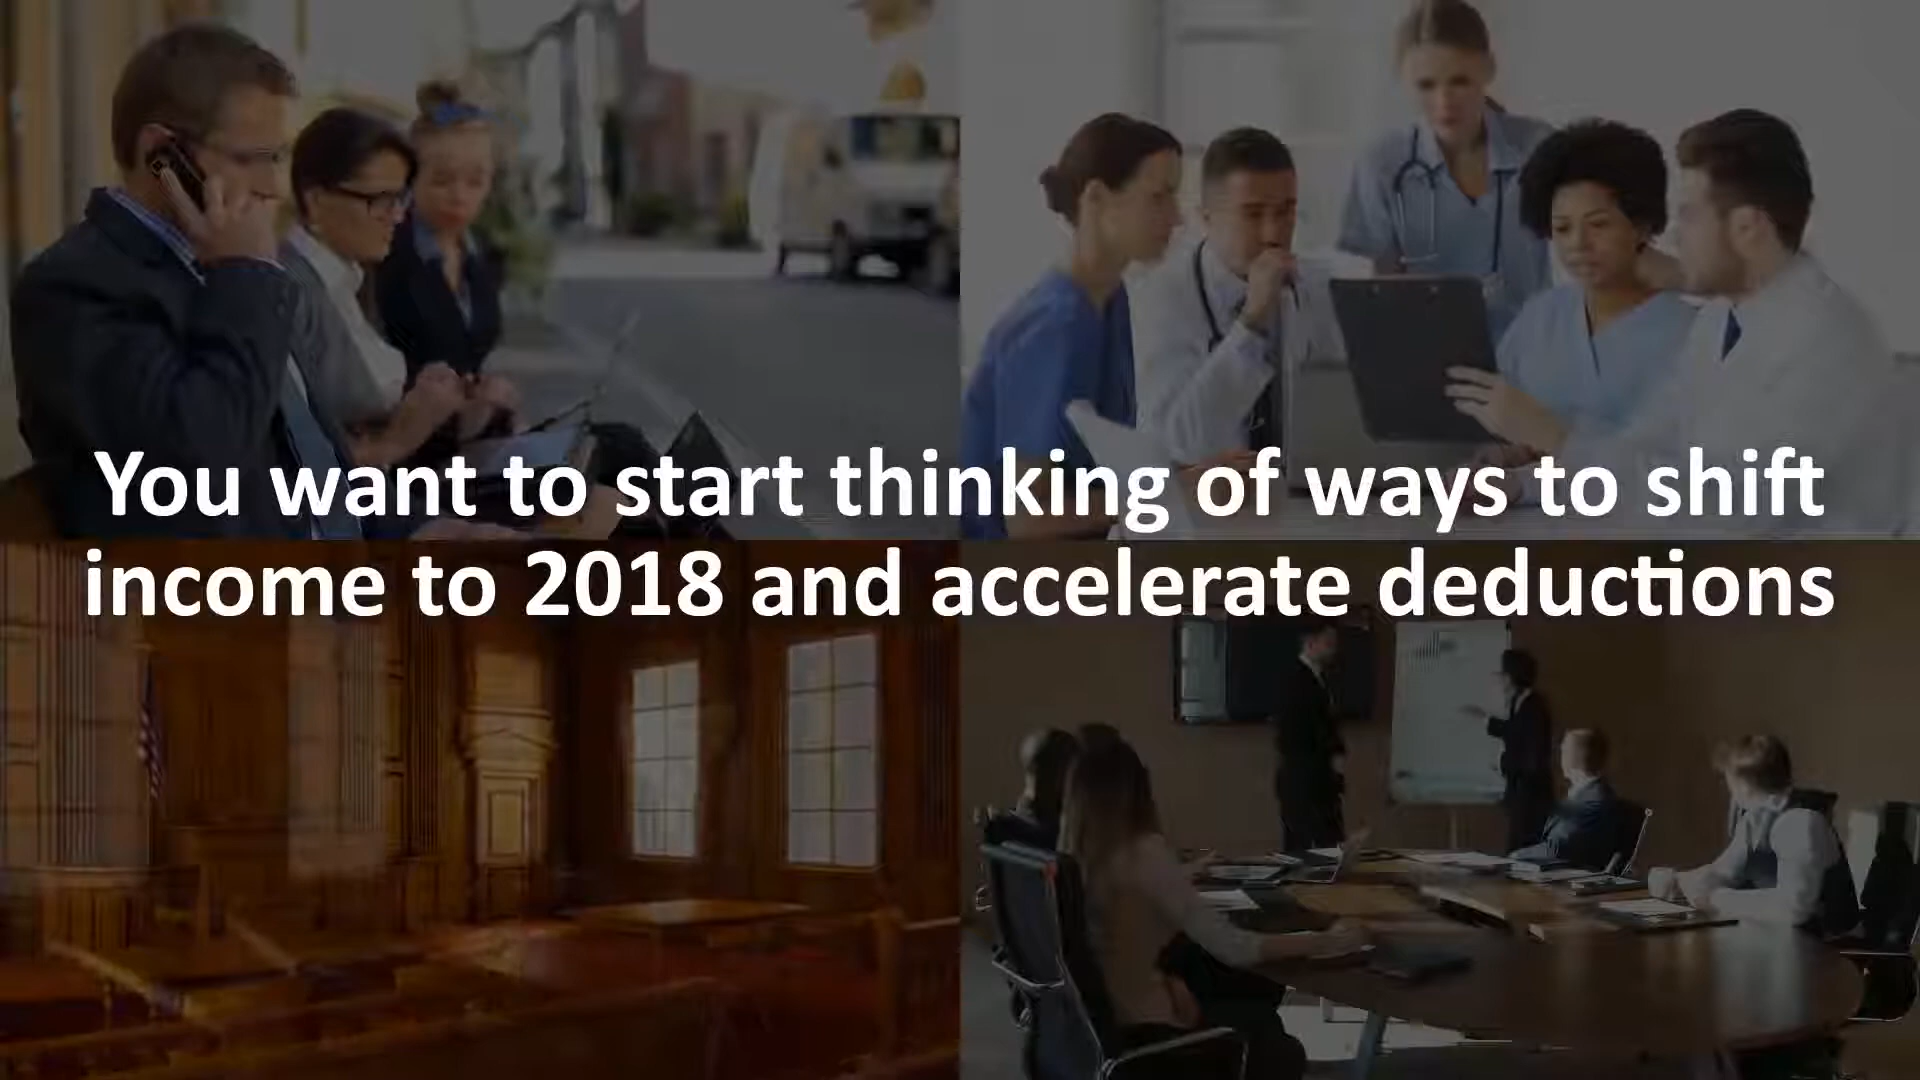 You want to start thinking of ways to shift
income to 2018 and accelerate deductions